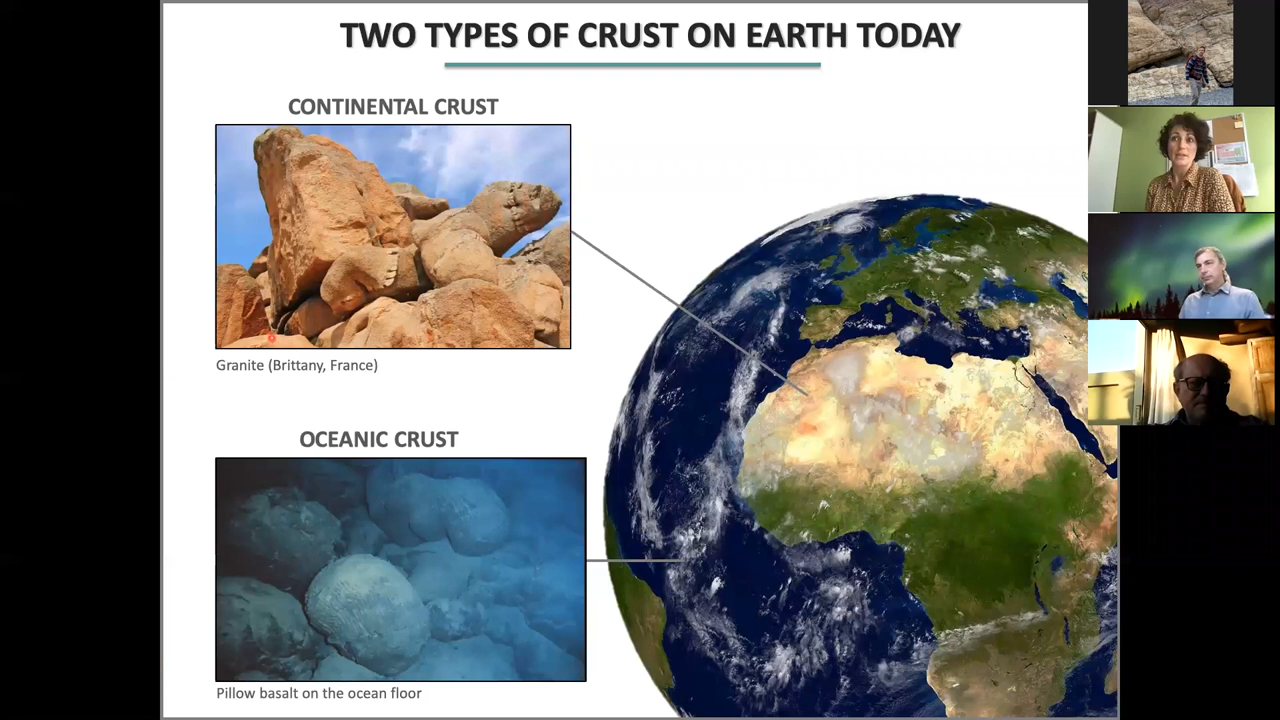 TWO TYPES OF CRUST ON EARTH TODAY
CONTINENTAL CRUST
Granite (Brittany, France)
OCEANIC CRUST
Pillow basalt on the ocean floor